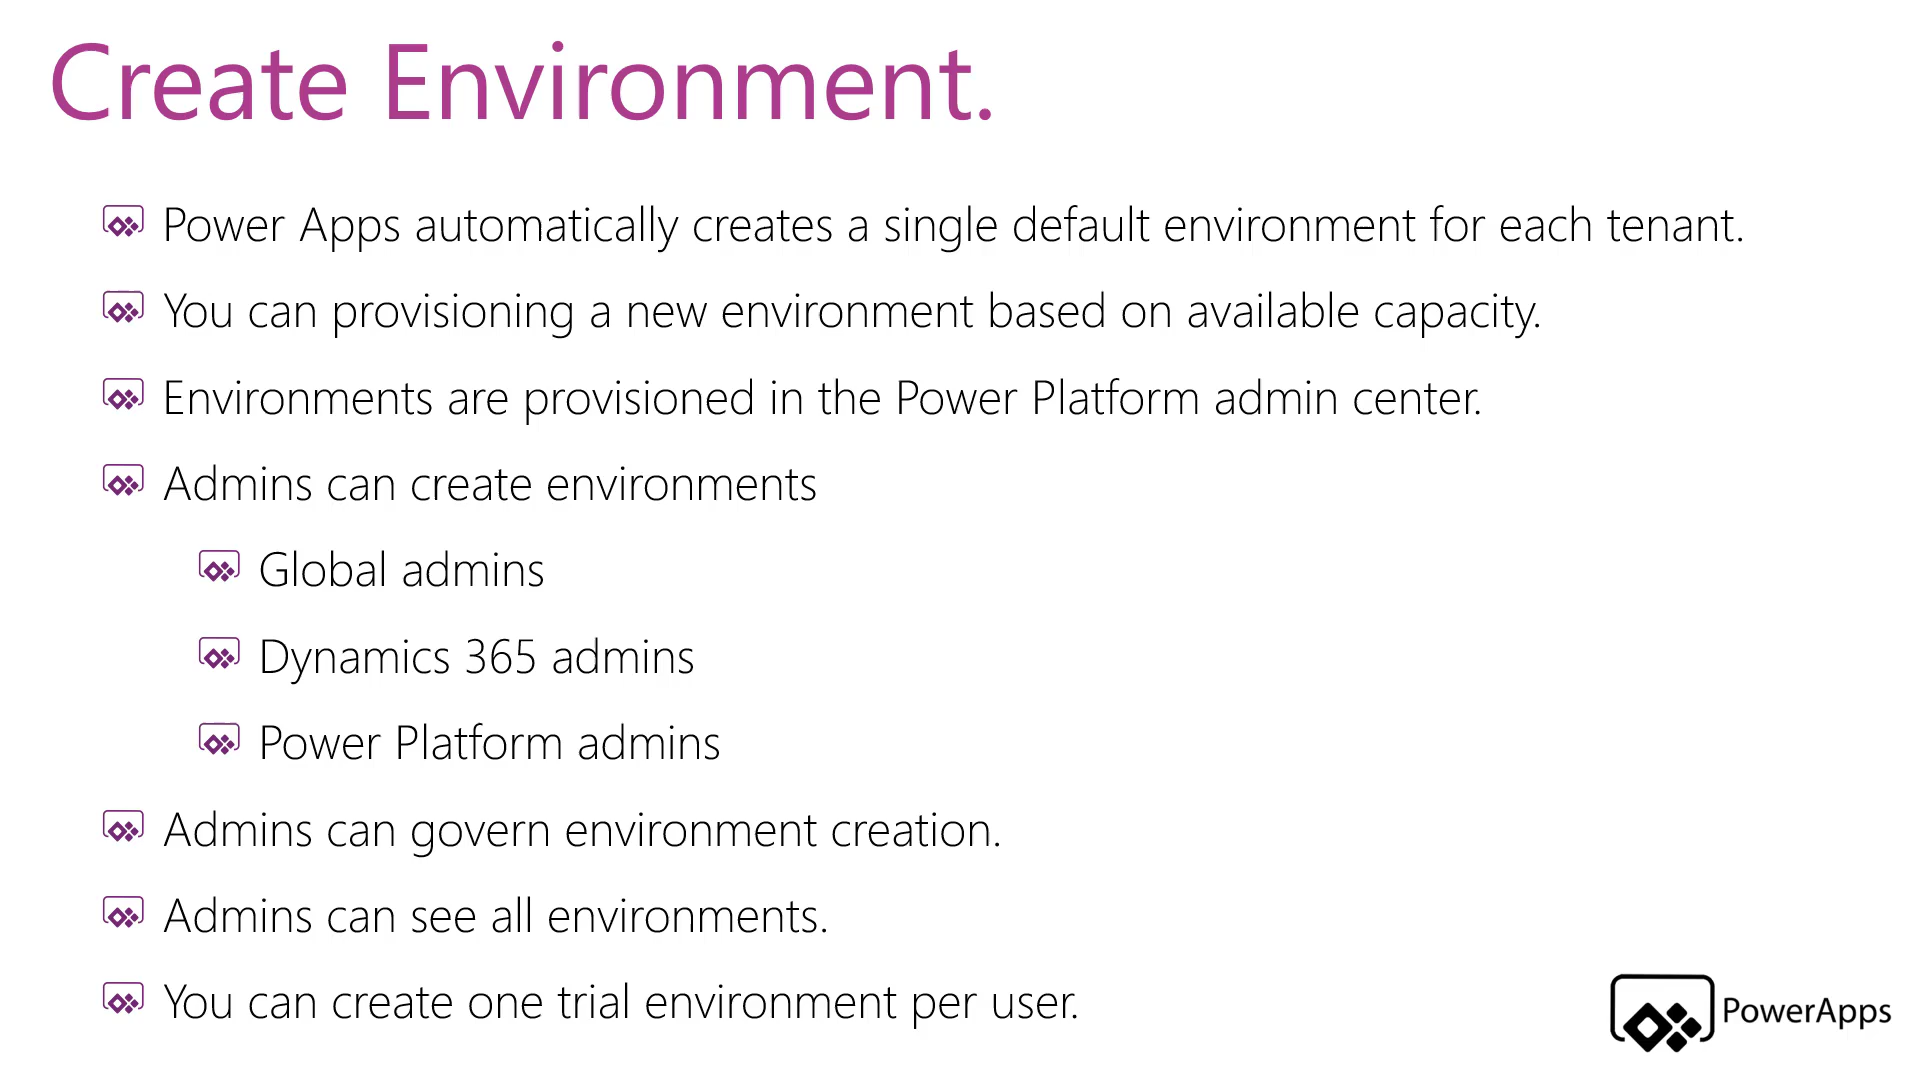 Create Environment.
Power Apps automatically creates a single default environment for each tenant.
You can provisioning a new environment based on available capacity.
Environments are provisioned in the Power Platform admin center.
Admins can create environments
Global admins
Dynamics 365 admins
Power Platform admins
Admins can govern environment creation.
Admins can see all environments.
You can create one trial environment per user.
PowerApps